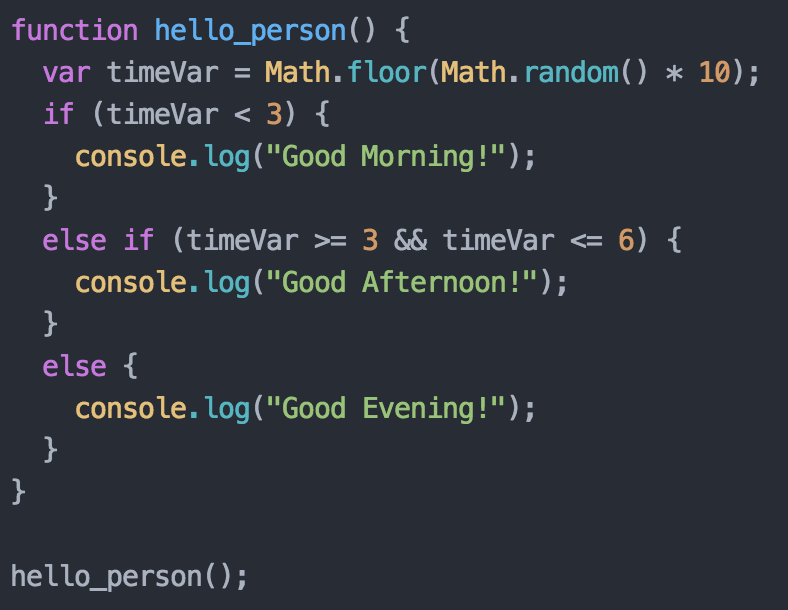 function hello_person() {
  var timeVar = Math.floor(Math.random() * 10);
  if (timeVar < 3) {
    console.log("Good Morning!");
  }
  else if (timeVar >= 3 && timeVar <= 6) {
    console.log("Good Afternoon!");
  }
  else {
    console.log("Good Evening!");
  }
}

hello_person();